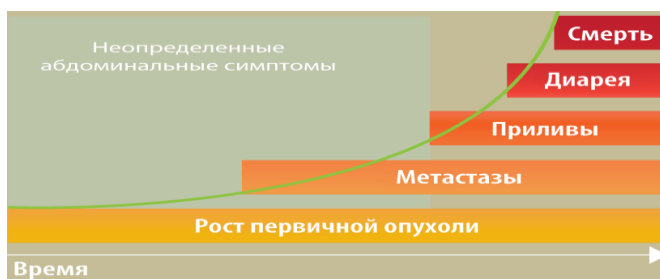 Неопределенные
абдоминальные симптомы
Смерть
Диарея
Приливы
Метастазы
Рост первичной опухоли
Время